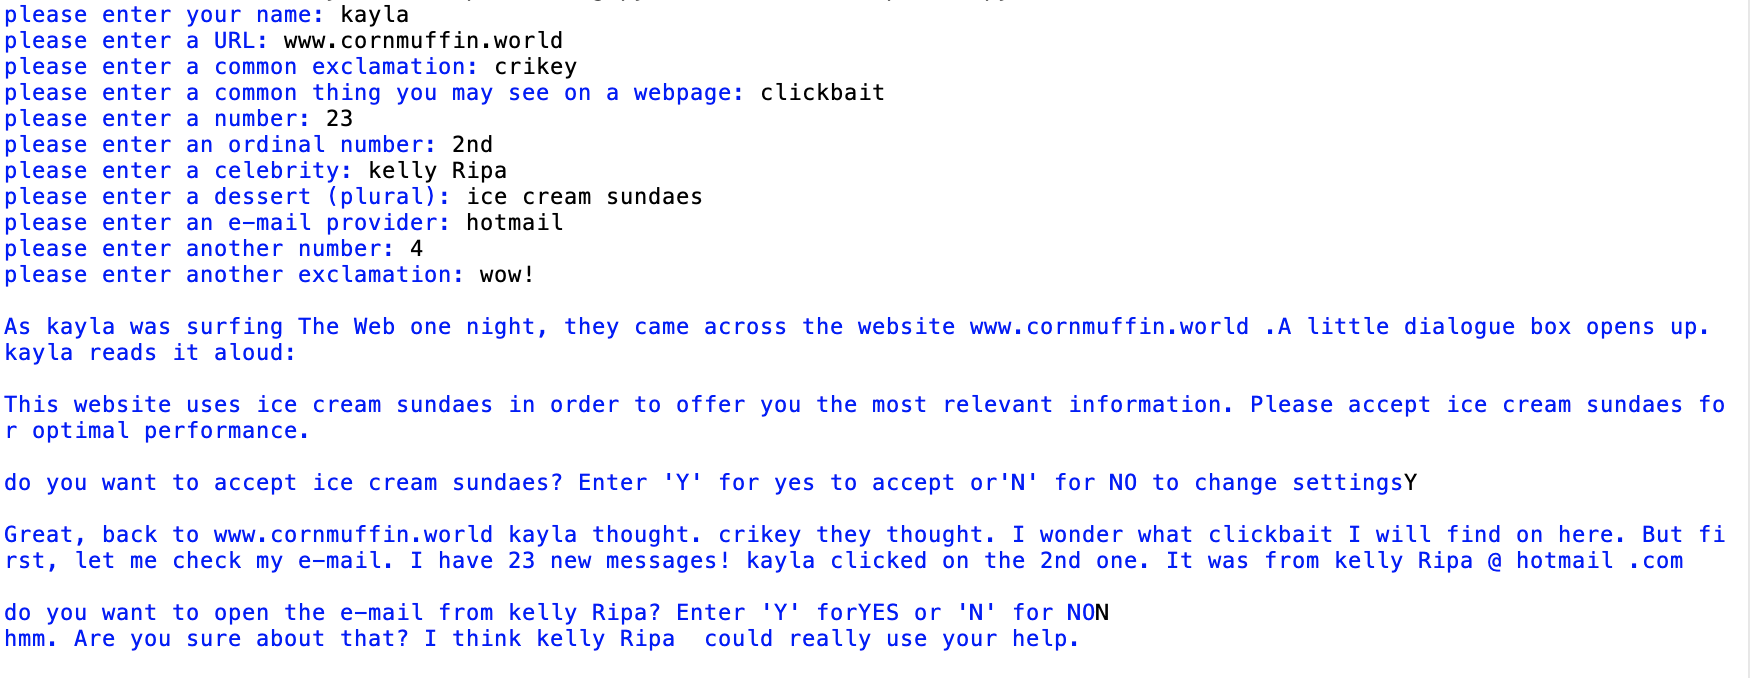 please enter your name: kayla
please enter a URL: www.cornmuffin.world
please enter a common exclamation: crikey
please enter a common thing you may see on a webpage: clickbait
please enter a number: 23
please enter an ordinal number: 2nd
please enter a celebrity: kelly Ripa
please enter a dessert (plural): ice cream sundaes
please enter an e-mail provider: hotmail
please enter another number: 4
please enter another exclamation: wow!
As kayla was surfing The Web one night, they came across the website www.cornmuffin.world .A little dialogue box opens up.
kayla reads it aloud:
This website uses ice cream sundaes in order to offer you the most relevant information. Please accept ice cream sundaes fo
r optimal performance.
do you want to accept ice cream sundaes? Enter 'Y' for yes to accept or'N' for NO to change settingsY
Great, back to www.cornmuffin.world kayla thought. crikey they thought. I wonder what clickbait I will find on here. But fi
rst, let me check my e-mail. I have 23 new messages! kayla clicked on the 2nd one. It was from kelly Ripa @ hotmail .com
do you want to open the e-mail from kelly Ripa? Enter 'Y' forYES or 'N' for NON
hmm. Are you sure about that? I think kelly Ripa  could really use your help.